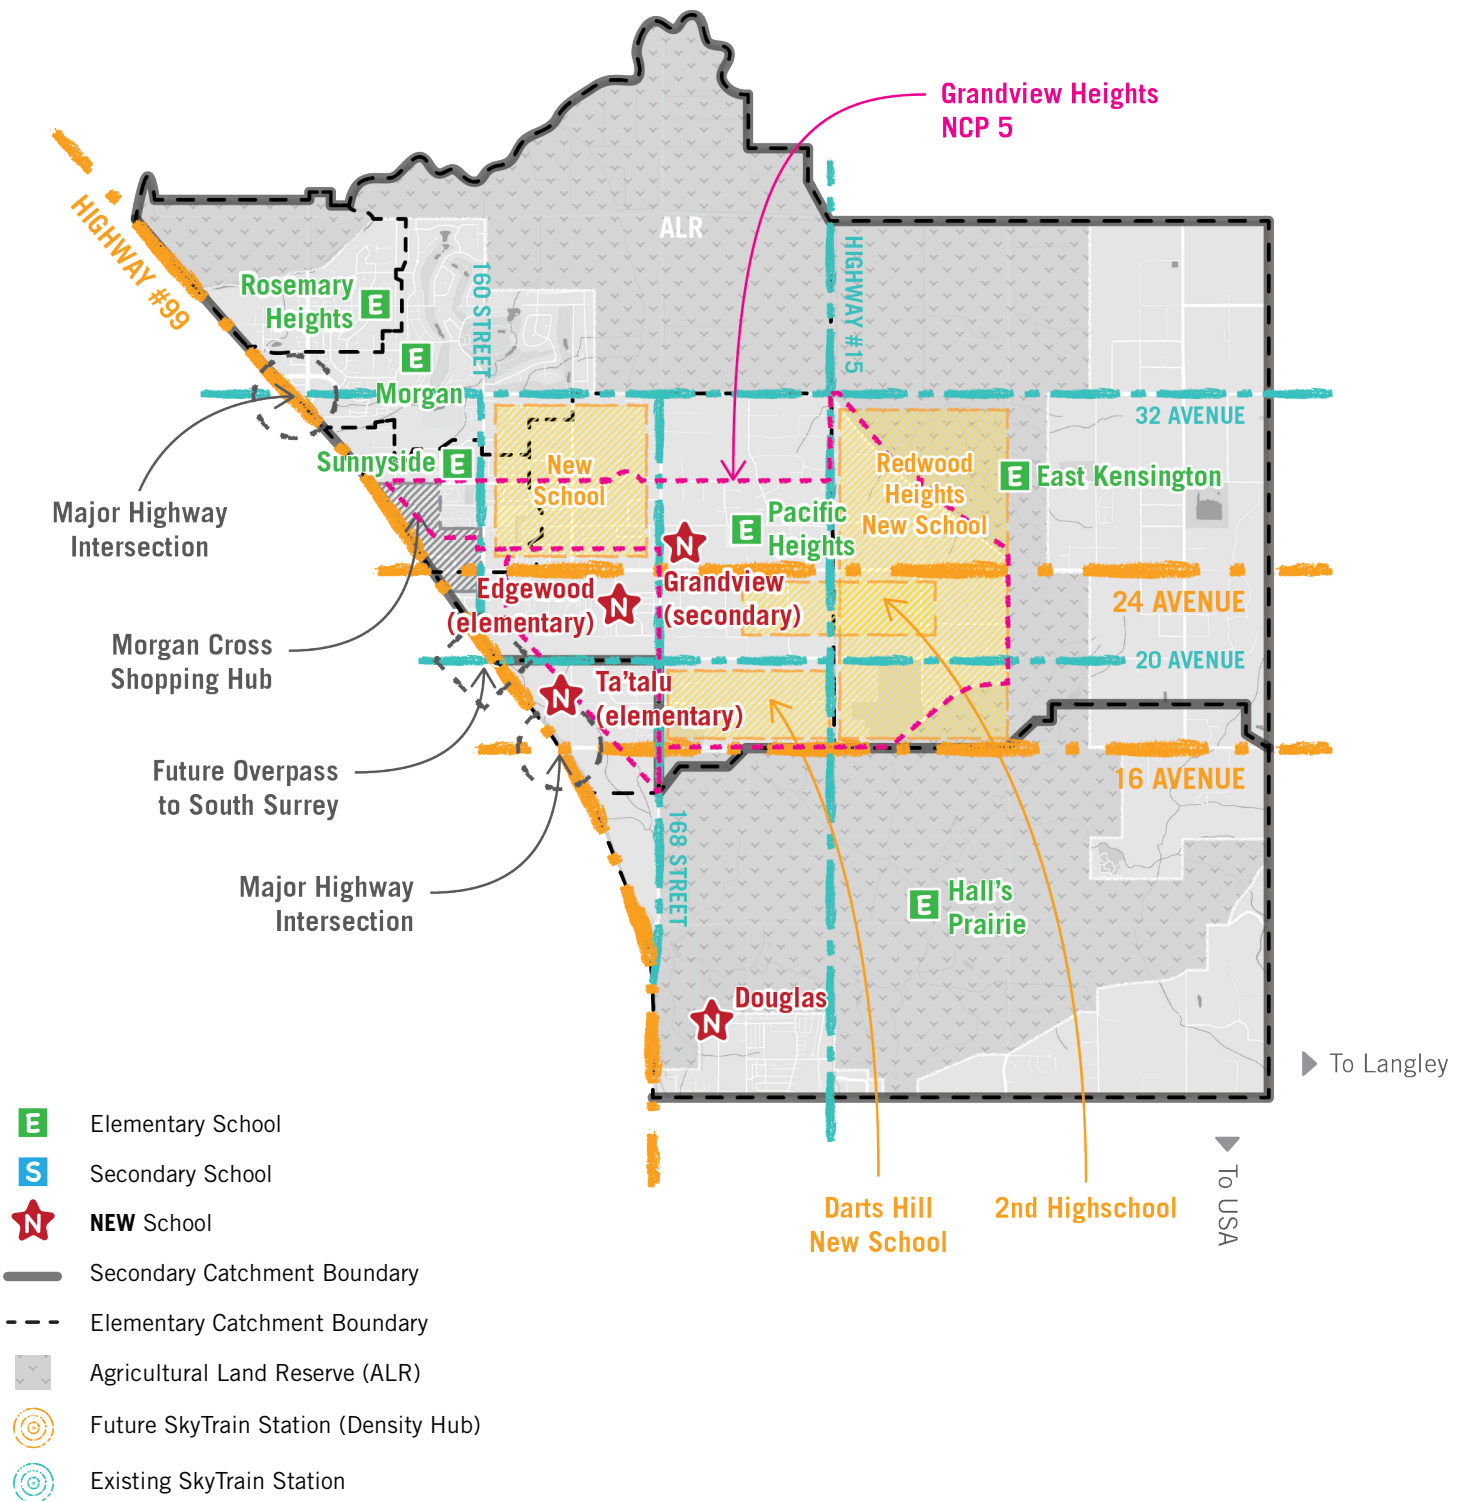 Grandview Heights
NCP 5
HIGHWAY #99
ALR
Rosemary
Heights
E
160 STREET
HIGHWAY #15
E
Morgan
32 AVENUE
Sunnyside
E
New
School
Redwood
Heights
New School
E
East Kensington
Major Highway
Intersection
Pacific
Heights
E
N
Grandview
(secondary)
Edgewood
(elementary)
N
24 AVENUE
Morgan Cross
Shopping Hub
20 AVENUE
N
Ta'talu
(elementary)
Future Overpass
to South Surrey
16 AVENUE
168 STREET
Major Highway
Intersection
E
Hall's
Prairie
Douglas
N
To Langley
To USA
Darts Hill
New School
2nd Highschool
E Elementary School
S Secondary School
N NEW School
Secondary Catchment Boundary
Elementary Catchment Boundary
Agricultural Land Reserve (ALR)
Future SkyTrain Station (Density Hub)
Existing SkyTrain Station